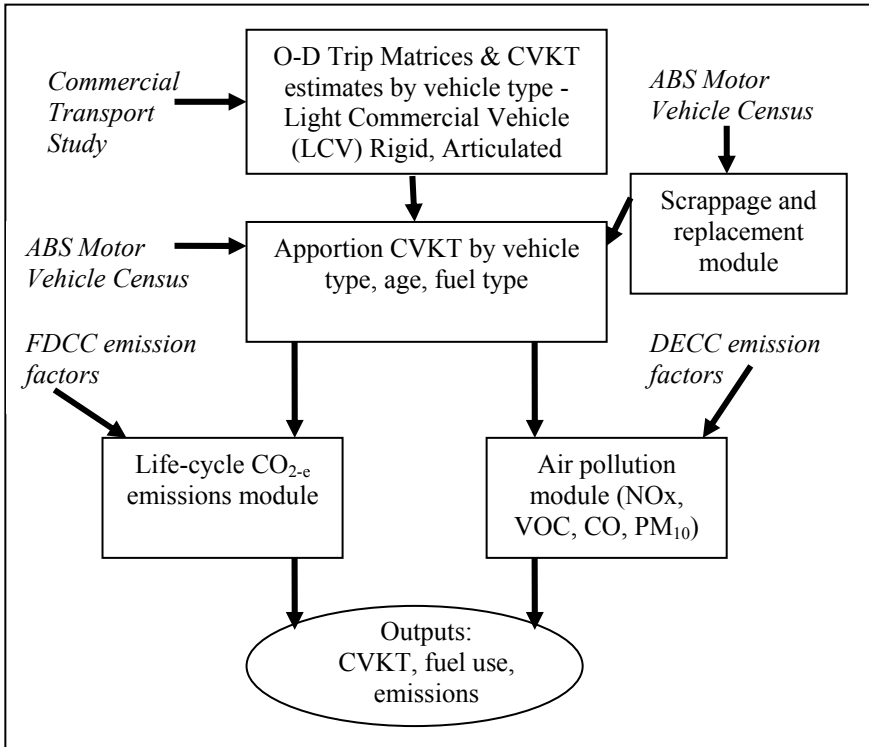 Commercial
Transport
Study
O-D Trip Matrices & CVKT
estimates by vehicle type -
Light Commercial Vehicle
(LCV) Rigid, Articulated
ABS Motor
Vehicle Census
Scrappage and
replacement
module
ABS Motor
Vehicle Census
Apportion CVKT by vehicle
type, age, fuel type
FDCC emission
factors
DECC emission
factors
Life-cycle CO2-e
emissions module
Air pollution
module (NOx,
VOC, CO, PM10)
Outputs:
CVKT, fuel use,
emissions